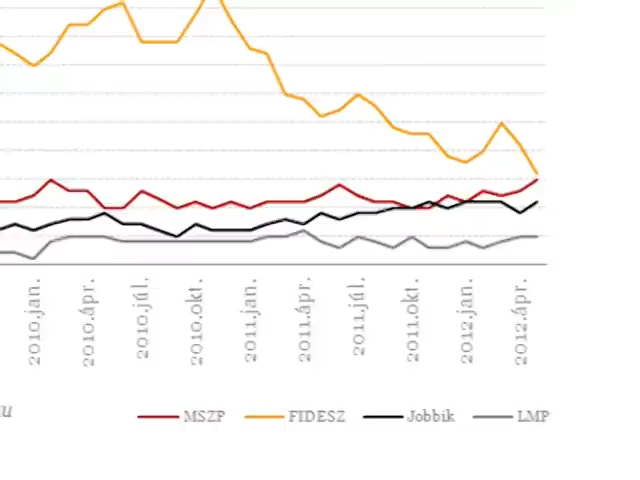 2010.jan.
2010.ápr.
2010.júl.
2010.okt.
2011.jan.
2011.ápr.
2011.júl.
2011.okt.
2012.jan.
2012.ápr.
u
MSZP FIDESZ Jobbik LMP